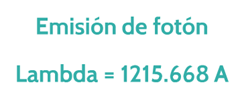 Emisión de fotón
Lambda = 1215.668 A